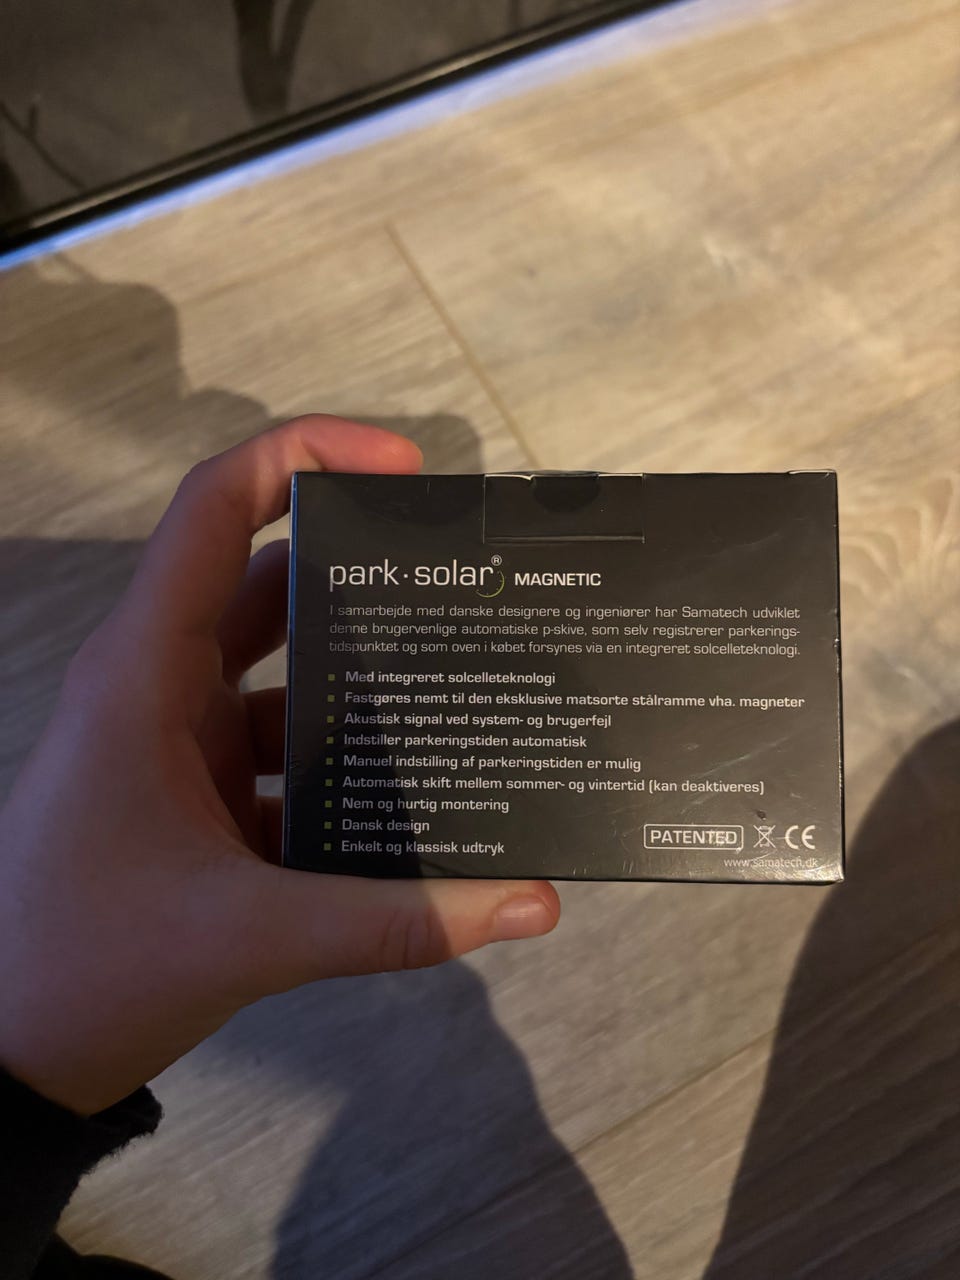 park·solar® MAGNETIC
I samarbejde med danske designere og ingeniører har Samatech udviklet
denne brugervenlige automatiske p-skive, som selv registrerer parkerings-
tidspunktet og som oven i købet forsynes via en integreret solcelleteknologi.
Med integreret solcelleteknologi
Fastgøres nemt til den eksklusive matsorte stålramme vha. magneter
Akustisk signal ved system- og brugerfejl
Indstiller parkeringstiden automatisk
Manuel indstilling af parkeringstiden er mulig
Automatisk skift mellem sommer- og vintertid (kan deaktiveres)
Nem og hurtig montering
Dansk design
Enkelt og klassisk udtryk
PATENTED CE
www.samatech.dk